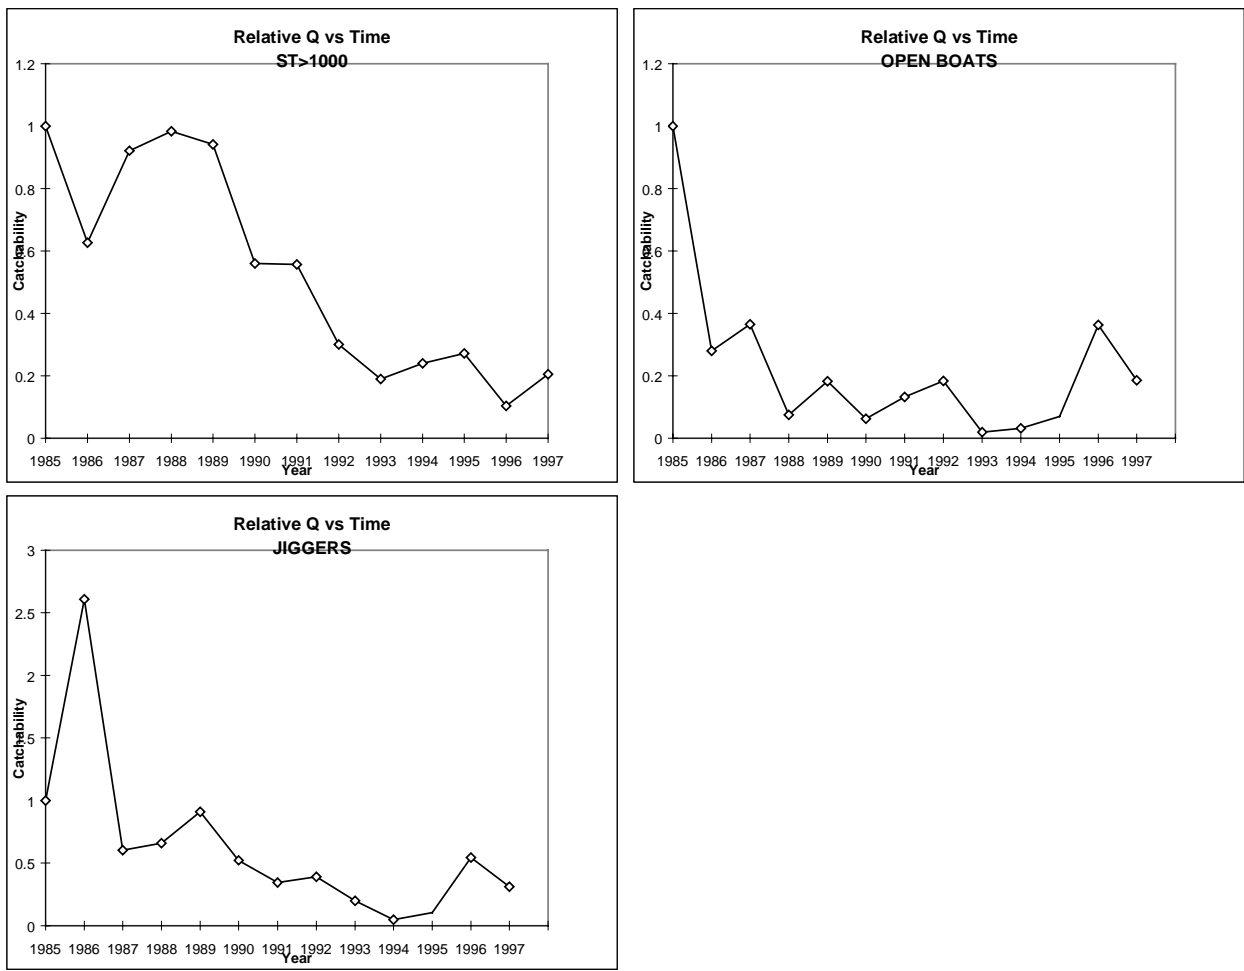 Relative Q vs Time
ST>1000
1.2
1
0.8
0.6
0.4
0.2
0
Catchability
1985 1986 1987 1988 1989 1990 1991 1992 1993 1994 1995 1996 1997
Year
Relative Q vs Time
OPEN BOATS
1.2
1
0.8
0.6
0.4
0.2
0
Catchability
1985 1986 1987 1988 1989 1990 1991 1992 1993 1994 1995 1996 1997
Year
Relative Q vs Time
JIGGERS
3
2.5
2
1.5
1
0.5
0
Catchability
1985 1986 1987 1988 1989 1990 1991 1992 1993 1994 1995 1996 1997
Year